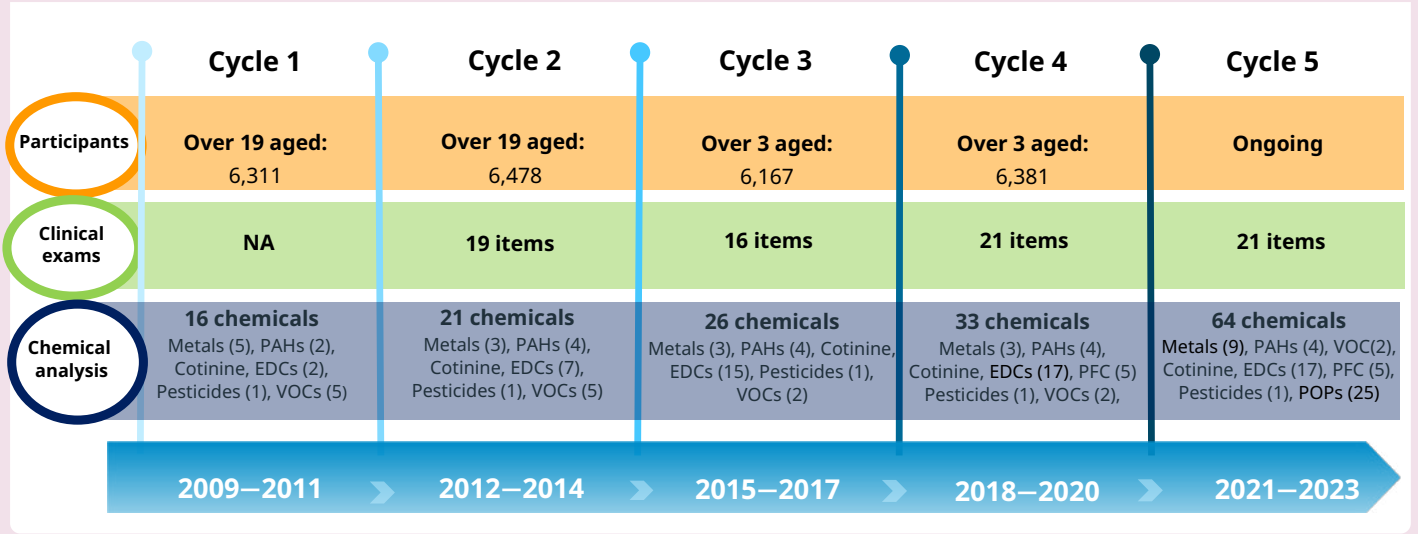 Cycle 1
Cycle 2
Cycle 3
Cycle 4
Cycle 5
Participants
Over 19 aged:
6,311
Over 19 aged:
6,478
Over 3 aged:
6,167
Over 3 aged:
6,381
Ongoing
Clinical
exams
NA
19 items
16 items
21 items
21 items
Chemical
analysis
16 chemicals
Metals (5), PAHs (2),
Cotinine, EDCs (2),
Pesticides (1), VOCs (5)
21 chemicals
Metals (3), PAHs (4),
Cotinine, EDCs (7),
Pesticides (1), VOCs (5)
26 chemicals
Metals (3), PAHs (4), Cotinine,
EDCs (15), Pesticides (1),
VOCs (2)
33 chemicals
Metals (3), PAHs (4),
Cotinine, EDCs (17), PFC (5)
Pesticides (1), VOCs (2),
64 chemicals
Metals (9), PAHs (4), VOC(2),
Cotinine, EDCs (17), PFC (5),
Pesticides (1), POPs (25)
2009—2011
2012—2014
2015—2017
2018—2020
2021—2023